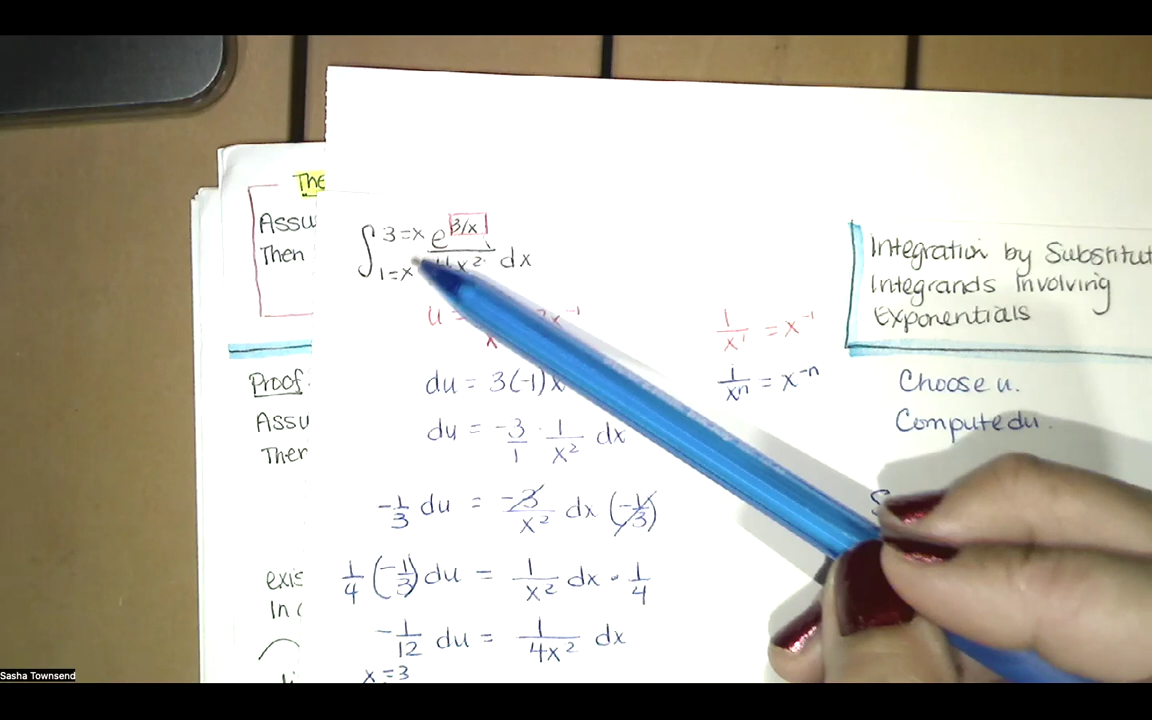 The
Assu
Then
∫ 3=x e^(3/x)
1=x 4x² dx
u = x⁻¹
x
du = 3(-1)x
du = -3/1 · 1/x² dx
-1/3 du = -3/x² dx (-1/3)
1/4 (-1/3) du = 1/x² dx · 1/4
-1/12 du = 1/4x² dx
x=3
1/x¹ = x⁻¹
1/xⁿ = x⁻ⁿ
Integration by Substitut
Integrands Involving
Exponentials
Choose u.
Compute du.
Proof.
Assu
Ther
exis
In
Sasha Townsend